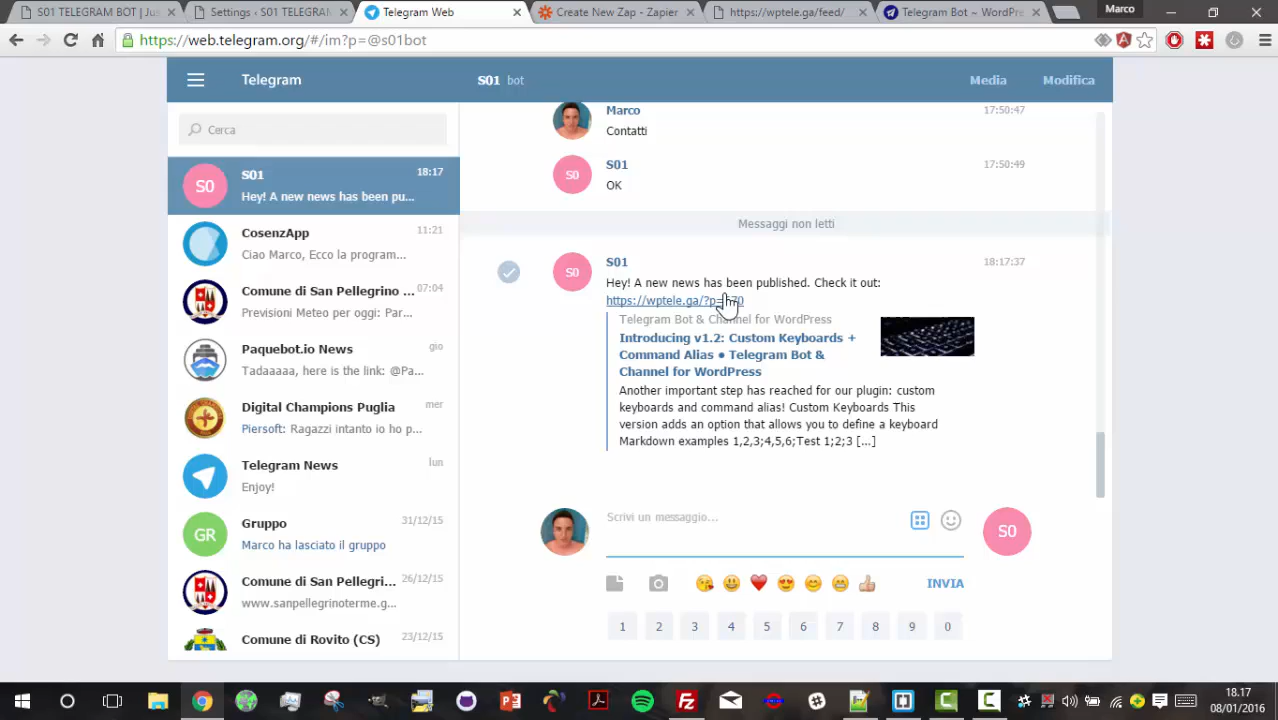 S01 TELEGRAM BOT | Jus
Settings ‹ S01 TELEGRAM
Telegram Web
Create New Zap - Zapier
https://wptele.ga/feed/
Telegram Bot ~ WordPre
Marco
https://web.telegram.org/#/im?p=@s01bot
Telegram
S01 bot
Media
Modifica
Cerca
S01
18:17
Hey! A new news has been pu...
CosenzApp
11:21
Ciao Marco, Ecco la program...
Comune di San Pellegrino ...
07:04
Previsioni Meteo per oggi: Par...
Paquebot.io News
gio
Tadaaaaa, here is the link: @Pa...
Digital Champions Puglia
mer
Piersoft: Ragazzi intanto io ho p...
Telegram News
lun
Enjoy!
GR
Gruppo
31/12/15
Marco ha lasciato il gruppo
Comune di San Pellegri...
26/12/15
www.sanpellegrinoterme.g...
Comune di Rovito (CS)
23/12/15
S0
Marco
17:50:47
Contatti
S0
S01
17:50:49
OK
Messaggi non letti
S0
S01
18:17:37
Hey! A new news has been published. Check it out:
https://wptele.ga/?p=
Telegram Bot & Channel for WordPress
Introducing v1.2: Custom Keyboards +
Command Alias ● Telegram Bot &
Channel for WordPress
Another important step has reached for our plugin: custom
keyboards and command alias! Custom Keyboards This
version adds an option that allows you to define a keyboard
Markdown examples 1,2,3;4,5,6;Test 1;2;3 [...]
Scrivi un messaggio...
S0
INVIA
1 2 3 4 5 6 7 8 9 0
18.17
08/01/2016